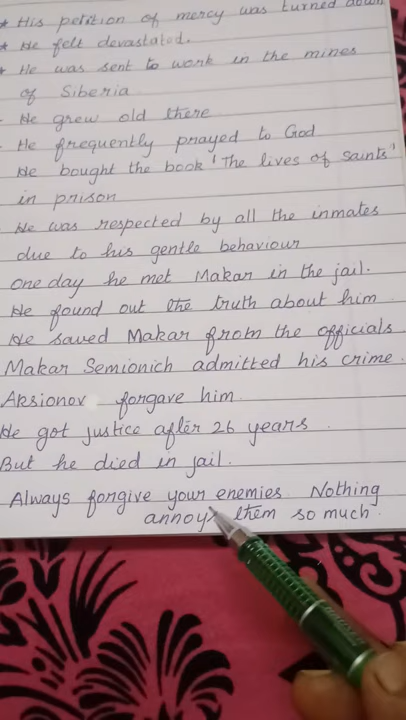 * His petition of mercy was turned down
* He felt devastated.
* He was sent to work in the mines
of Siberia
- He grew old there
- He frequently prayed to God
He bought the book 'The lives of saints'
in prison
He was respected by all the inmates
due to his gentle behaviour
One day he met Makar in the jail.
He found out the truth about him
He saved Makar from the officials
Makar Semionich admitted his crime.
Aksionov forgave him.
He got justice after 26 years.
But he died in jail.
Always forgive your enemies. Nothing
annoys them so much.